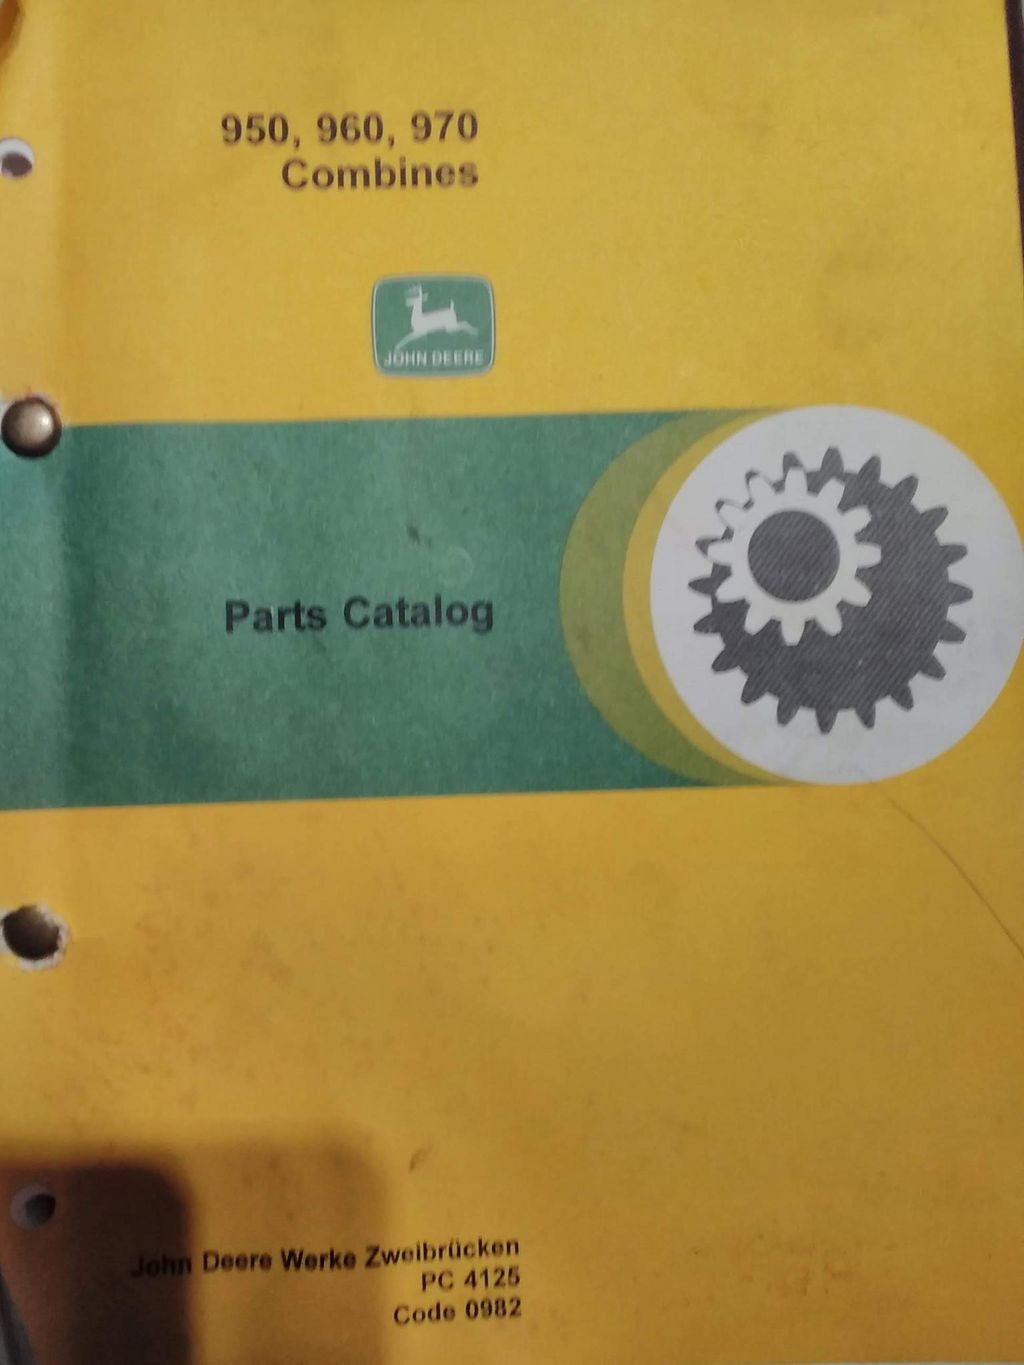 950, 960, 970
Combines
JOHN DEERE
Parts Catalog
John Deere Werke Zweibrücken
PC 4125
Code 0982